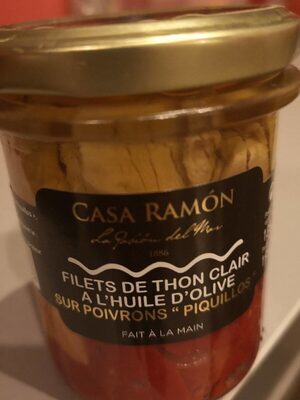 CASA RAMÓN
La Pasión del Mar
1886
FILETS DE THON CLAIR
A L'HUILE D'OLIVE
SUR POIVRONS " PIQUILLOS "
FAIT À LA MAIN